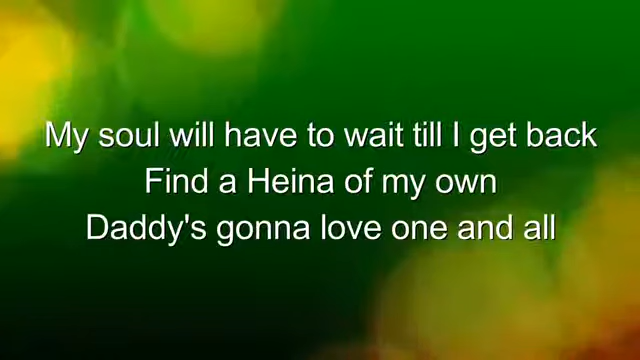 My soul will have to wait till I get back
Find a Heina of my own
Daddy's gonna love one and all